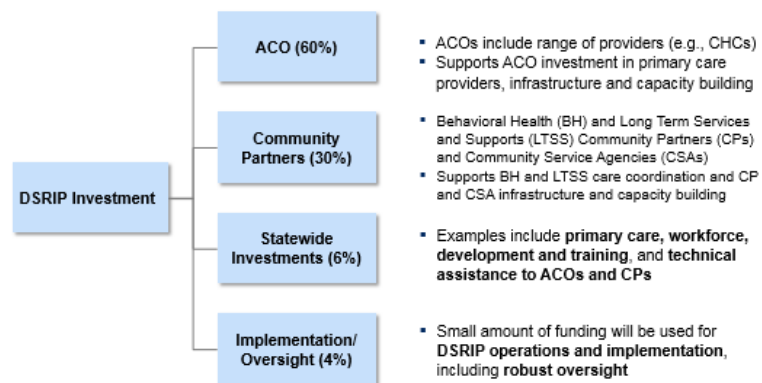 ACO (60%)
▪ ACOs include range of providers (e.g., CHCs)
▪ Supports ACO investment in primary care
providers, infrastructure and capacity building
Community
Partners (30%)
▪ Behavioral Health (BH) and Long Term Services
and Supports (LTSS) Community Partners (CPs)
and Community Service Agencies (CSAs)
▪ Supports BH and LTSS care coordination and CP
and CSA infrastructure and capacity building
DSRIP Investment
Statewide
Investments (6%)
▪ Examples include primary care, workforce,
development and training, and technical
assistance to ACOs and CPs
Implementation/
Oversight (4%)
▪ Small amount of funding will be used for
DSRIP operations and implementation,
including robust oversight